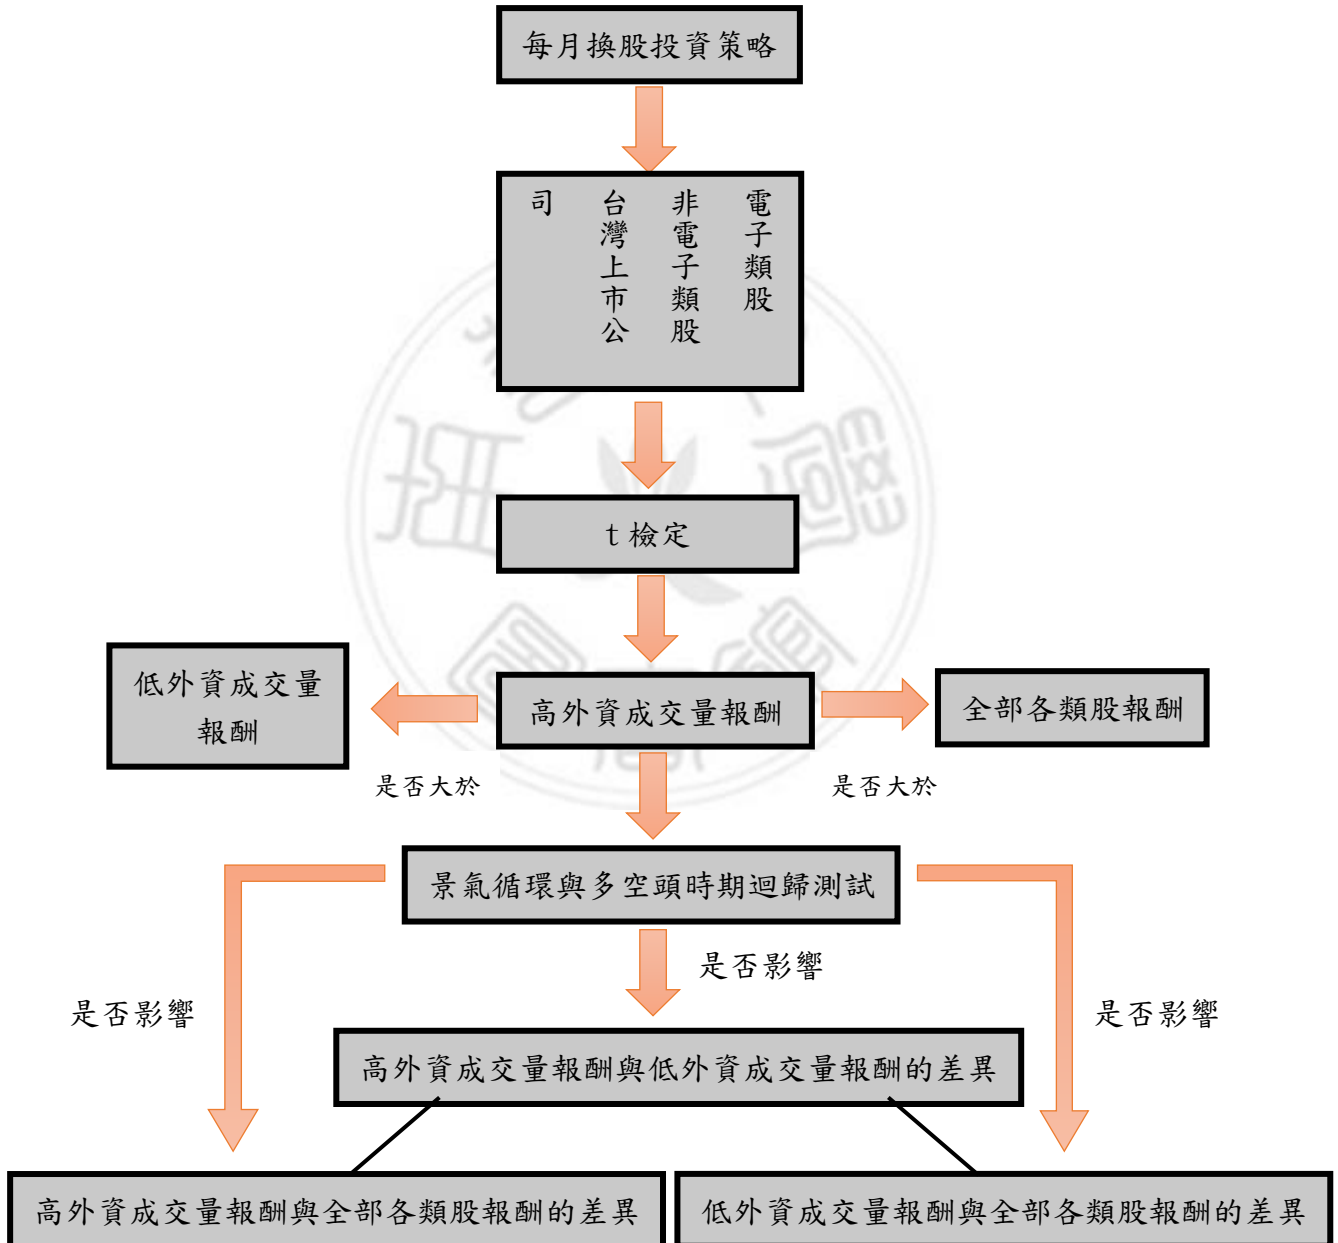 每月換股投資策略
電子類股
非電子類股
台灣上市公
司
t 檢定
低外資成交量
報酬
高外資成交量報酬
全部各類股報酬
是否大於
是否大於
景氣循環與多空頭時期迴歸測試
是否影響
是否影響
是否影響
高外資成交量報酬與低外資成交量報酬的差異
高外資成交量報酬與全部各類股報酬的差異
低外資成交量報酬與全部各類股報酬的差異